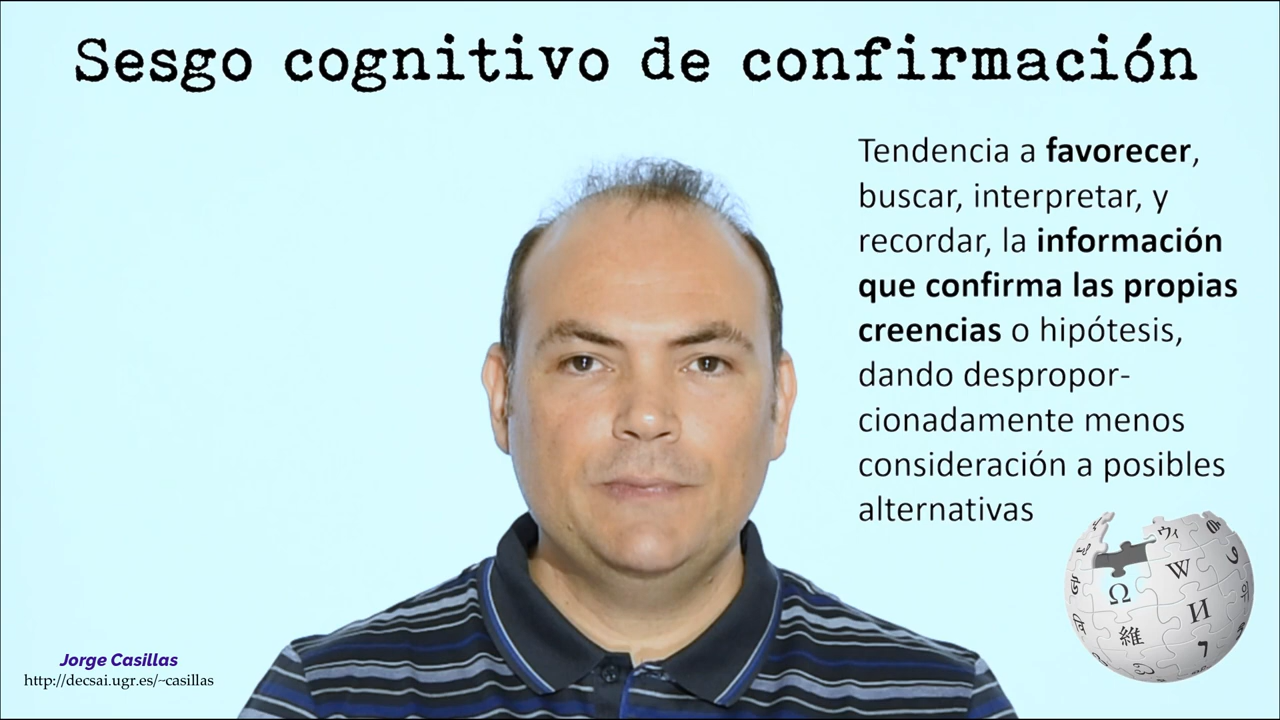 Sesgo cognitivo de confirmación
Tendencia a favorecer,
buscar, interpretar, y
recordar, la información
que confirma las propias
creencias o hipótesis,
dando despropor-
cionadamente menos
consideración a posibles
alternativas
Ω
W
И
維
Jorge Casillas
http://decsai.ugr.es/~casillas